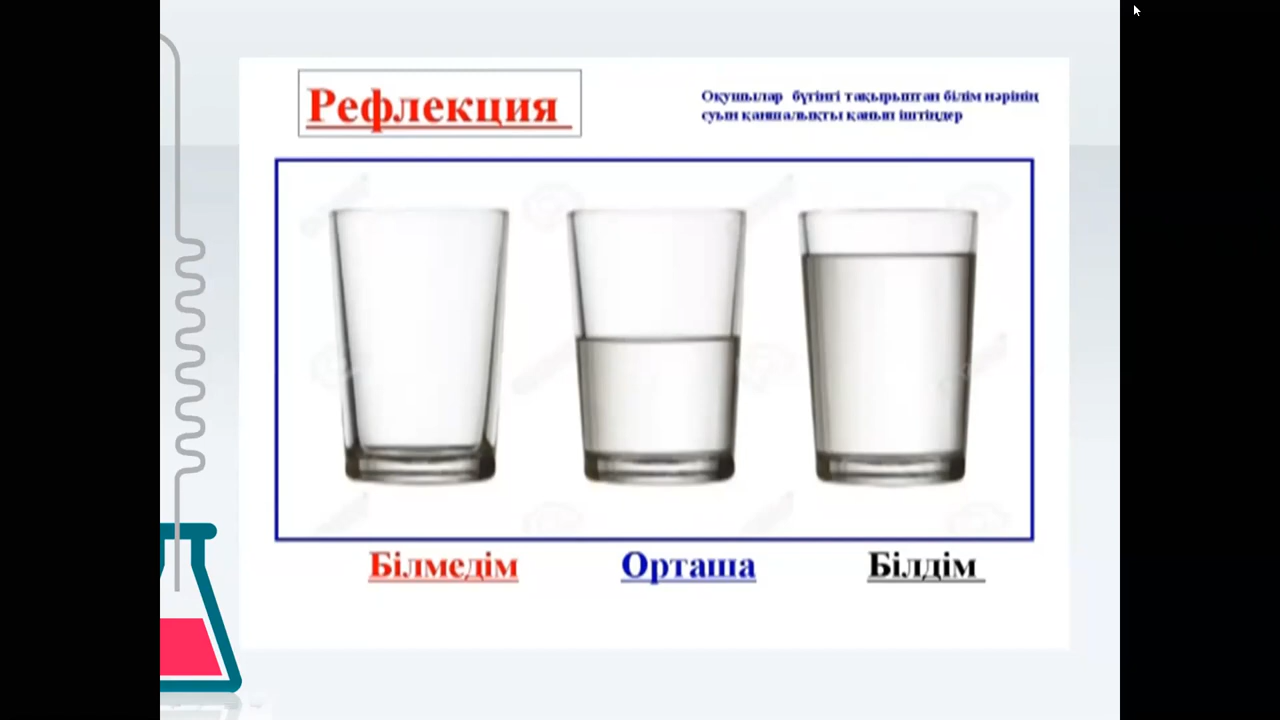 Рефлекция
Оқушылар бүгінгі тақырыптан білім нәрінің
суын қаншалықты қанып іштіңдер
Білмедім Орташа Білдім